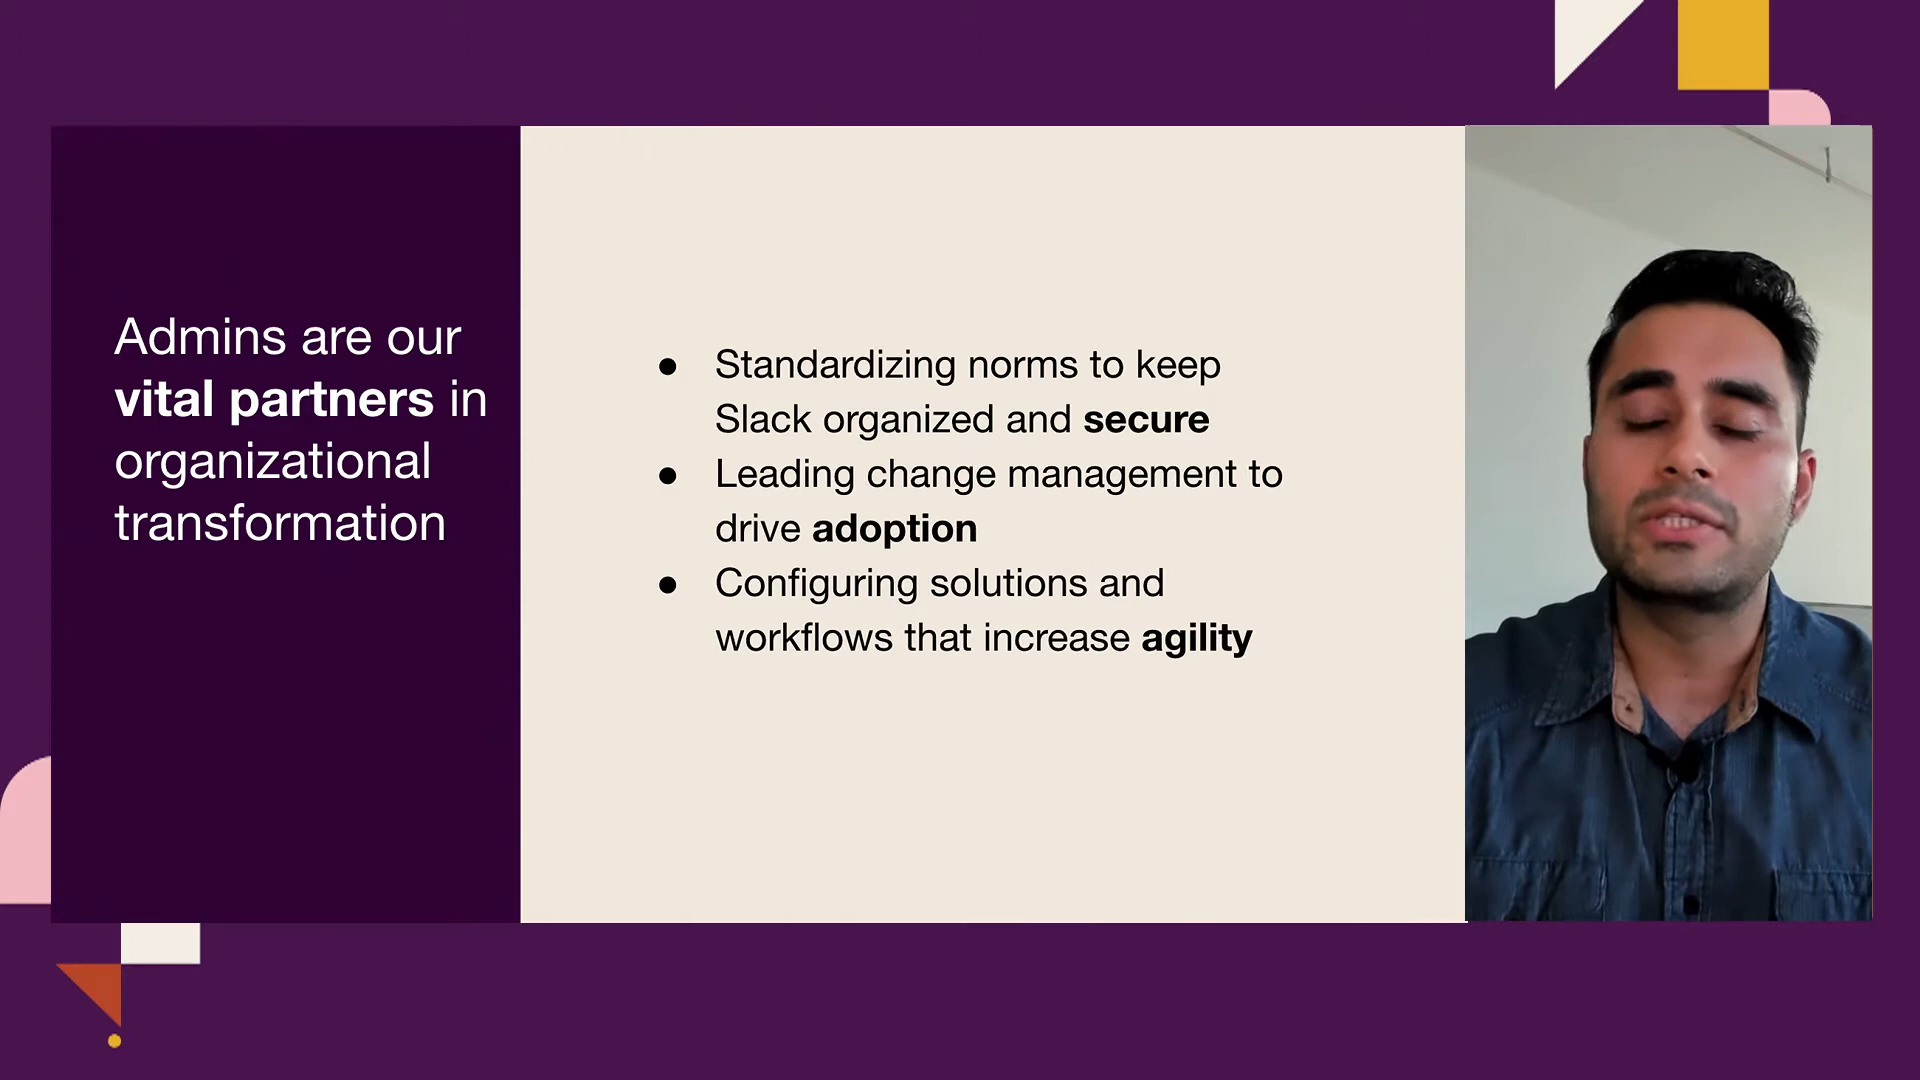 Admins are our
vital partners in
organizational
transformation
● Standardizing norms to keep
Slack organized and secure
● Leading change management to
drive adoption
● Configuring solutions and
workflows that increase agility